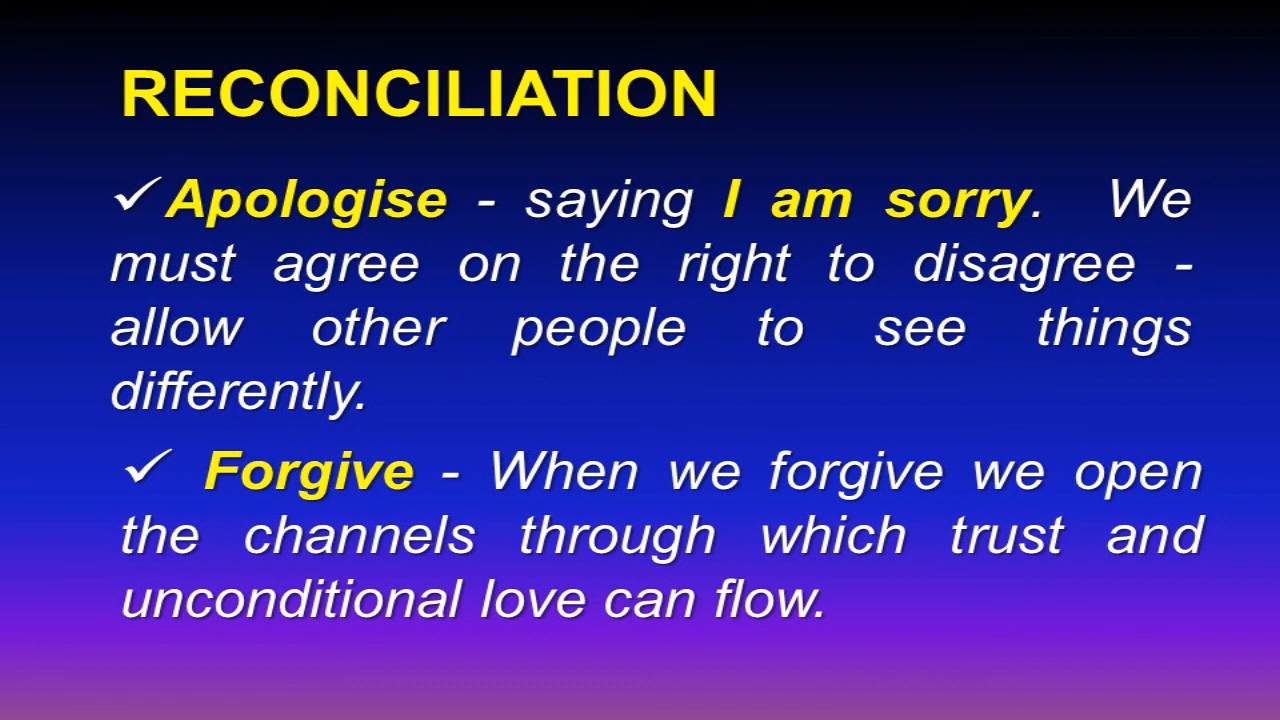 RECONCILIATION
✓Apologise - saying I am sorry. We
must agree on the right to disagree -
allow other people to see things
differently.
✓ Forgive - When we forgive we open
the channels through which trust and
unconditional love can flow.